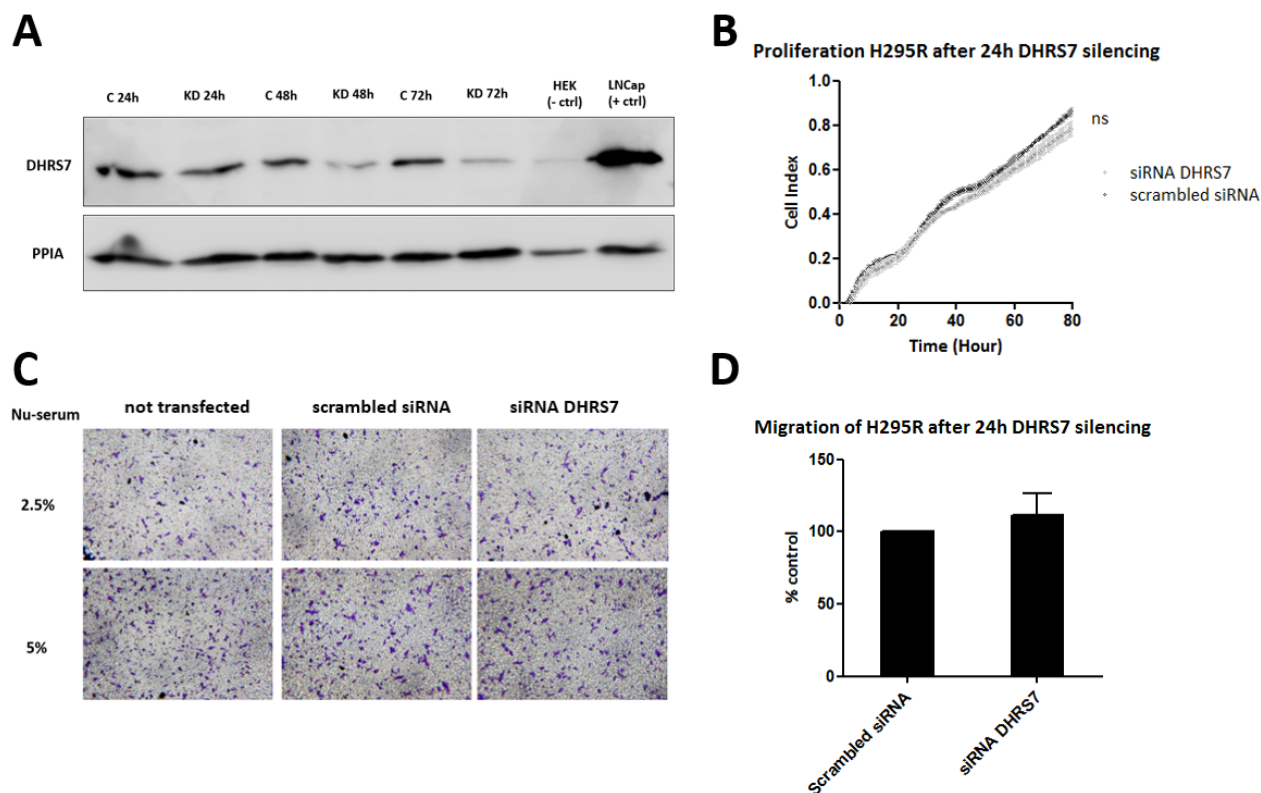 A
C 24h KD 24h C 48h KD 48h C 72h KD 72h HEK (- ctrl) LNCap (+ ctrl)
DHRS7
PPIA
B
Proliferation H295R after 24h DHRS7 silencing
Cell Index
1.0
0.8
0.6
0.4
0.2
0.0
0 20 40 60 80
Time (Hour)
ns
siRNA DHRS7
scrambled siRNA
C
Nu-serum not transfected scrambled siRNA siRNA DHRS7
2.5%
5%
D
Migration of H295R after 24h DHRS7 silencing
% control
150
100
50
0
Scrambled siRNA
siRNA DHRS7